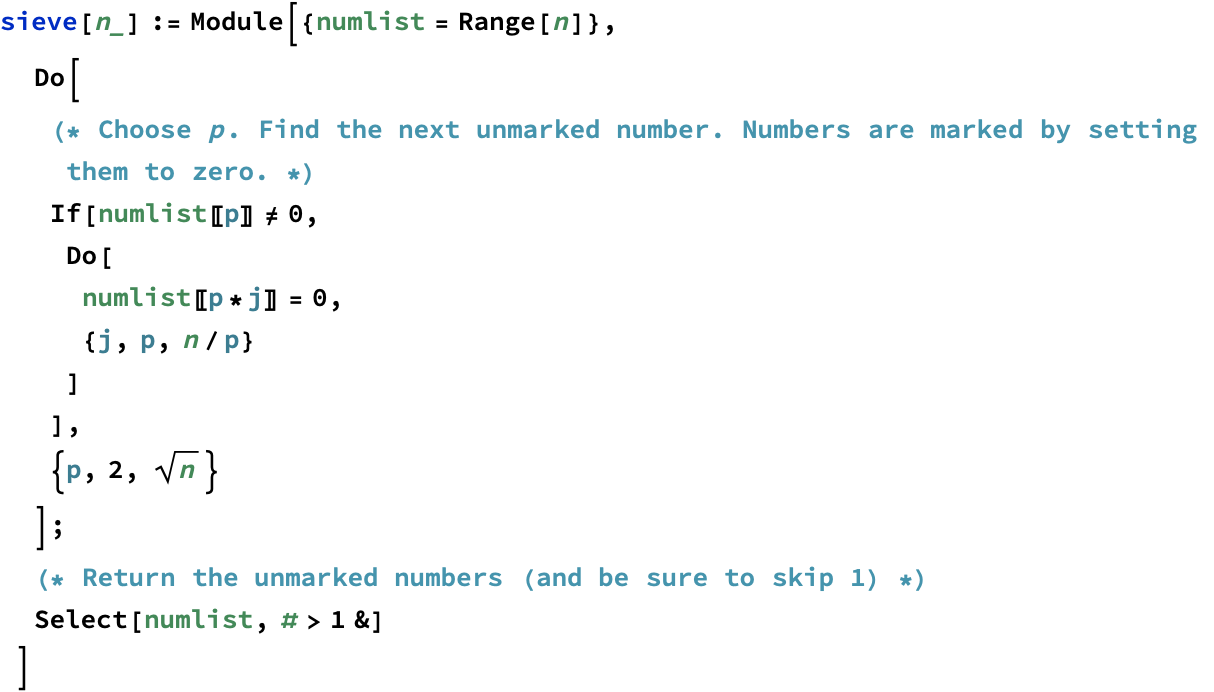 sieve[n_] := Module[{numlist = Range[n]},
Do[
(* Choose p. Find the next unmarked number. Numbers are marked by setting
them to zero. *)
If[numlist〚p〛 ≠ 0,
Do[
numlist〚p * j〛 = 0,
{j, p, n / p}
]
],
{p, 2, √n}
];
(* Return the unmarked numbers (and be sure to skip 1) *)
Select[numlist, # > 1 &]
]